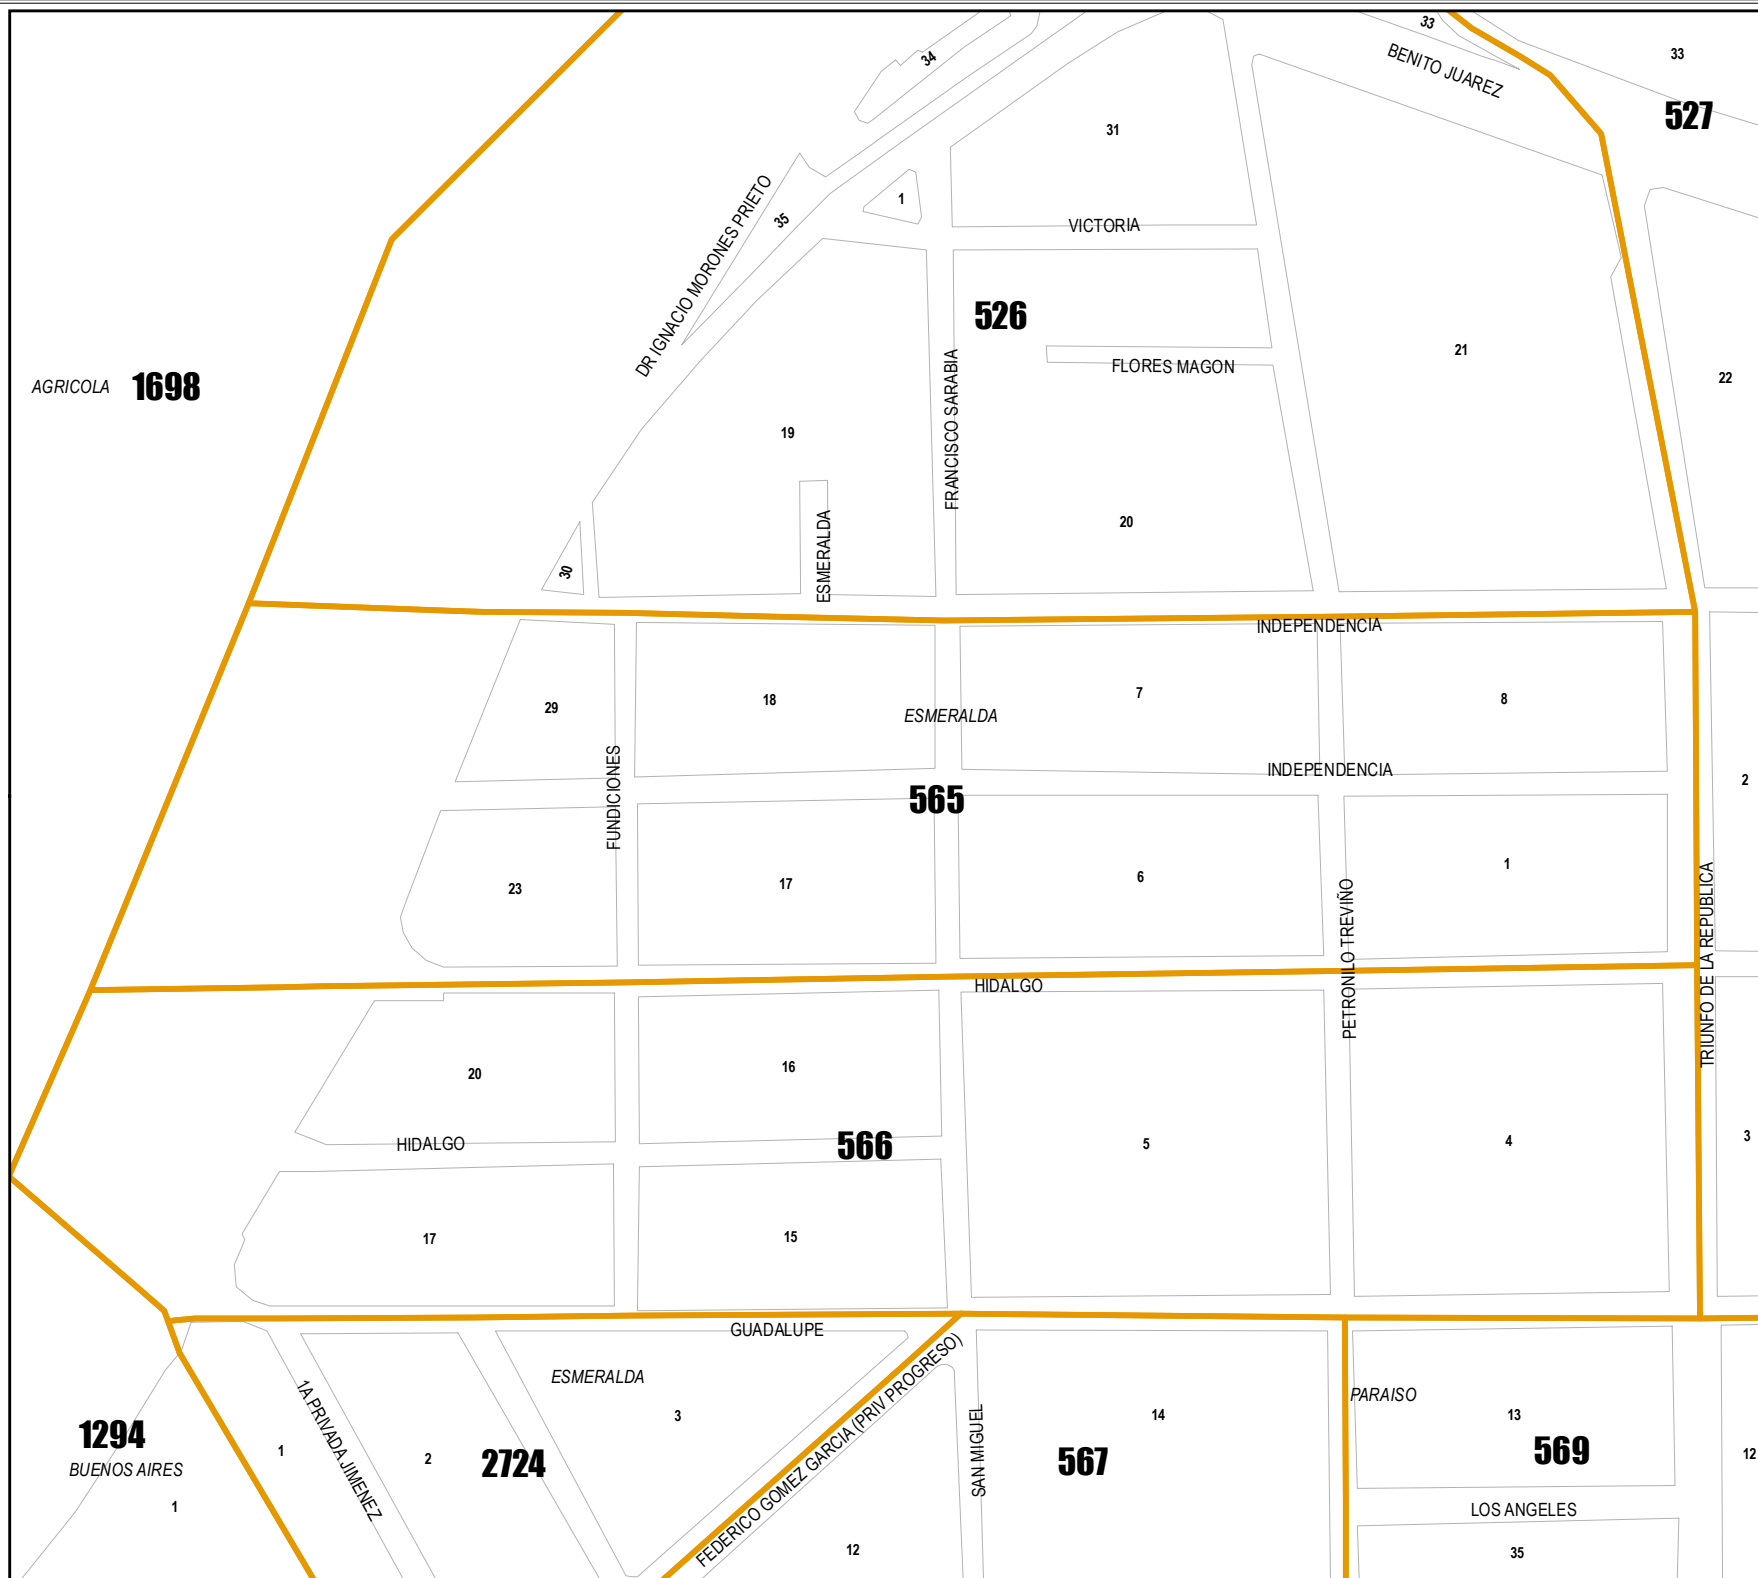 33
34
33
BENITO JUAREZ
527
31
1
DR IGNACIO MORONES PRIETO
35
VICTORIA
526
FLORES MAGON
21
22
AGRICOLA
1698
FRANCISCO SARABIA
19
20
ESMERALDA
30
INDEPENDENCIA
29
18
7
8
ESMERALDA
INDEPENDENCIA
565
FUNDICIONES
2
23
17
6
1
PETRONILO TREVIÑO
TRIUNFO DE LA REPUBLICA
HIDALGO
20
16
HIDALGO
566
5
4
3
17
15
GUADALUPE
ESMERALDA
FEDERICO GOMEZ GARCIA (PRIV PROGRESO)
PARAISO
1294
BUENOS AIRES
1
1
1A PRIVADA JIMENEZ
2
2724
3
SAN MIGUEL
14
567
13
569
12
LOS ANGELES
12
35